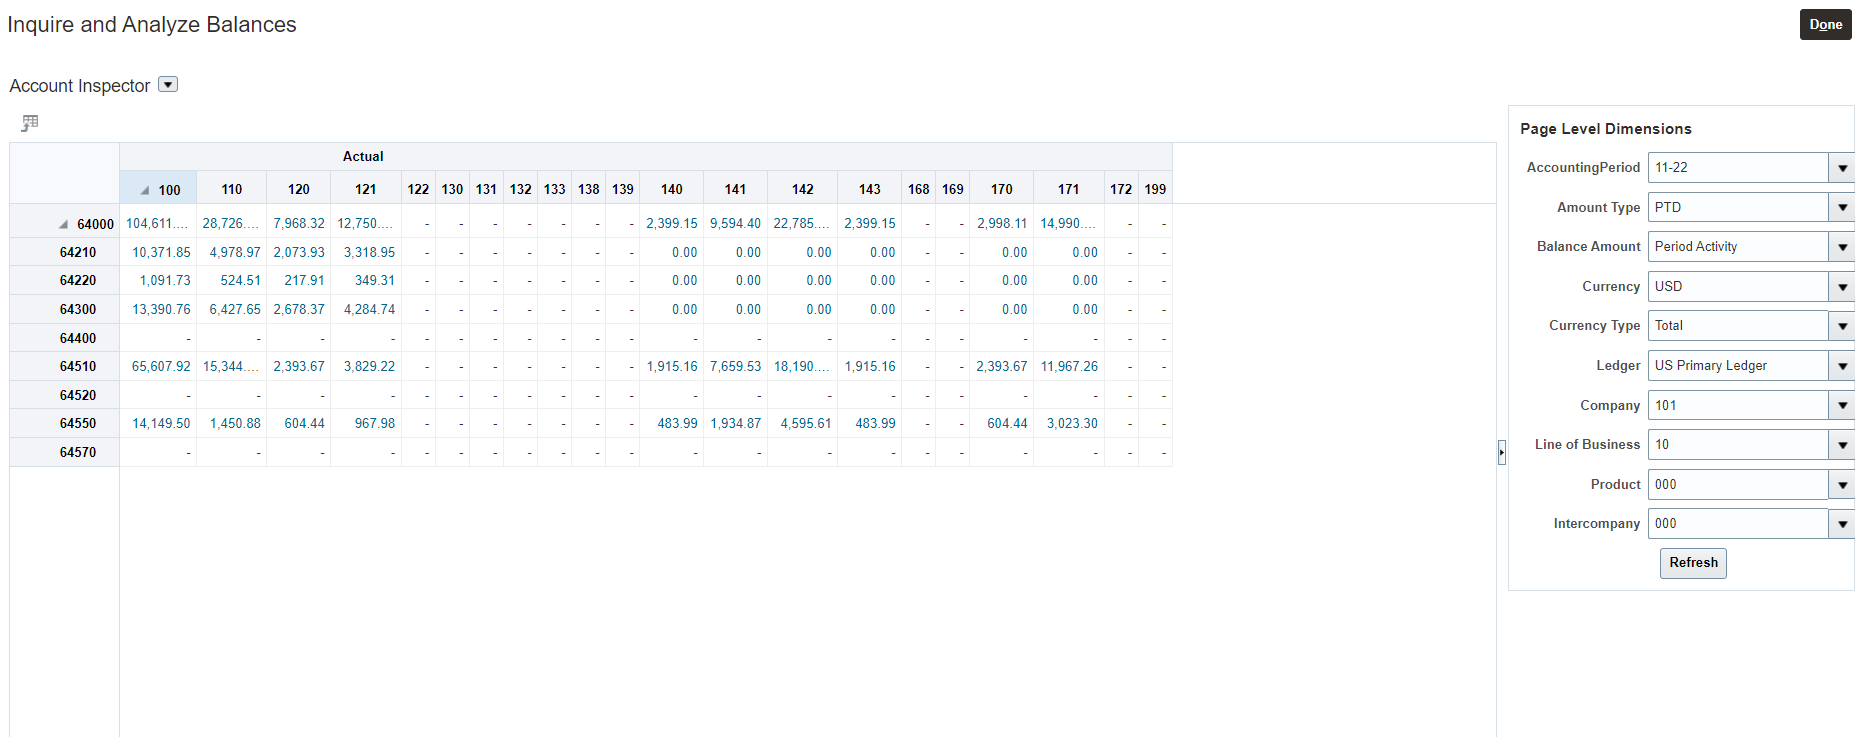 Inquire and Analyze Balances
Done
Account Inspector
Actual
100 110 120 121 122 130 131 132 133 138 139 140 141 142 143 168 169 170 171 172 199
64000 104,611.... 28,726.... 7,968.32 12,750.... - - - - - - - 2,399.15 9,594.40 22,785.... 2,399.15 - - 2,998.11 14,990.... - -
64210 10,371.85 4,978.97 2,073.93 3,318.95 - - - - - - - 0.00 0.00 0.00 0.00 - - 0.00 0.00 - -
64220 1,091.73 524.51 217.91 349.31 - - - - - - - 0.00 0.00 0.00 0.00 - - 0.00 0.00 - -
64300 13,390.76 6,427.65 2,678.37 4,284.74 - - - - - - - 0.00 0.00 0.00 0.00 - - 0.00 0.00 - -
64400 - - - - - - - - - - - - - - - - - - - - -
64510 65,607.92 15,344.... 2,393.67 3,829.22 - - - - - - - 1,915.16 7,659.53 18,190.... 1,915.16 - - 2,393.67 11,967.26 - -
64520 - - - - - - - - - - - - - - - - - - - - -
64550 14,149.50 1,450.88 604.44 967.98 - - - - - - - 483.99 1,934.87 4,595.61 483.99 - - 604.44 3,023.30 - -
64570 - - - - - - - - - - - - - - - - - - - - -
Page Level Dimensions
AccountingPeriod 11-22
Amount Type PTD
Balance Amount Period Activity
Currency USD
Currency Type Total
Ledger US Primary Ledger
Company 101
Line of Business 10
Product 000
Intercompany 000
Refresh